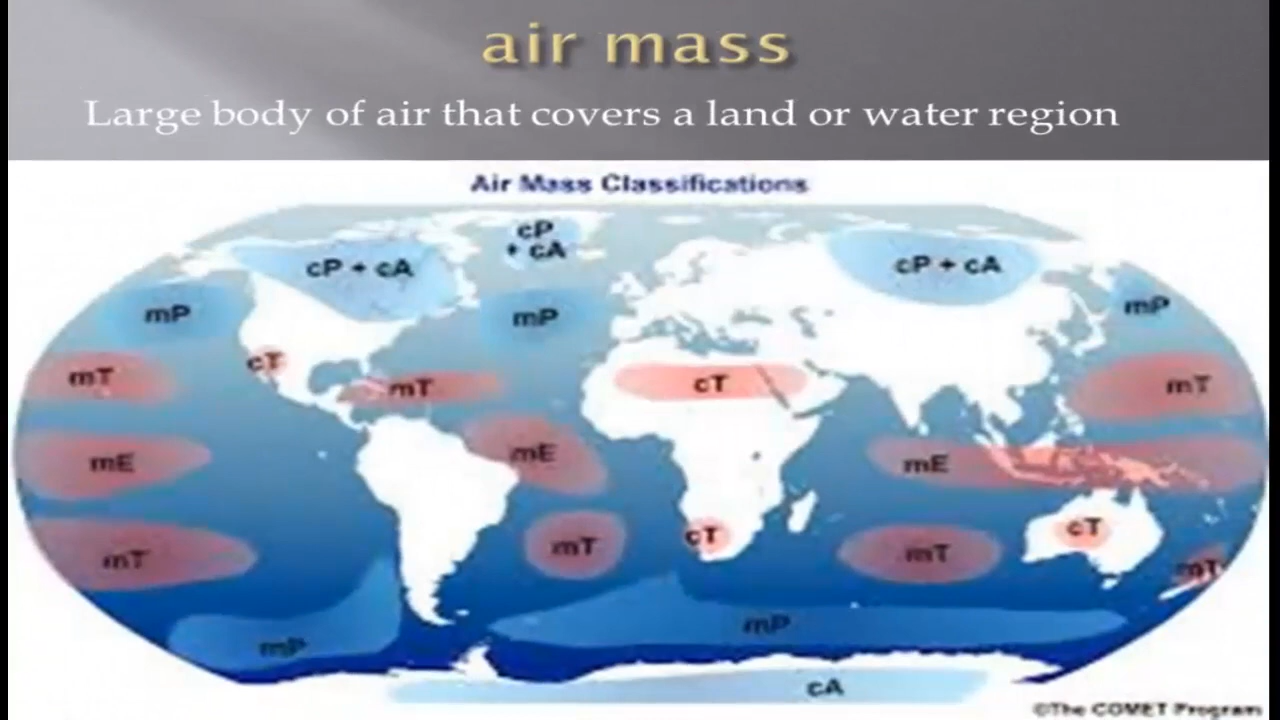 air mass
Large body of air that covers a land or water region
Air Mass Classifications
cP
+ cA
cP + cA
cP + cA
mP
mP
mP
cT
mT
mT
cT
mT
mE
mE
mE
mT
mT
cT
mT
cT
mT
mP
mP
cA
©The COMET Program